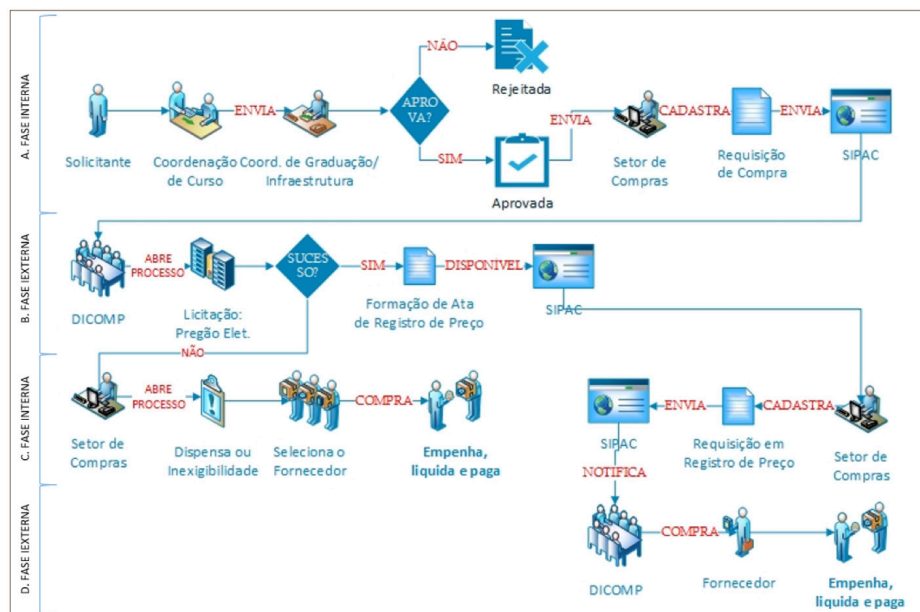 A. FASE INTERNA
NÃO
Rejeitada
APRO
VA?
ENVIA
SIM
ENVIA
CADASTRA
ENVIA
Solicitante
Coordenação
de Curso
Coord. de Graduação/
Infraestrutura
Aprovada
Setor de
Compras
Requisição
de Compra
SIPAC
B. FASE IEXTERNA
ABRE
PROCESSO
SUCES
SO?
SIM
DISPONIVEL
DICOMP
Licitação:
Pregão Elet.
Formação de Ata
de Registro de Preço
SIPAC
NÃO
C. FASE INTERNA
ABRE
PROCESSO
COMPRA
ENVIA
CADASTRA
Setor de
Compras
Dispensa ou
Inexigibilidade
Seleciona o
Fornecedor
Empenha,
liquida e paga
SIPAC
Requisição em
Registro de Preço
Setor de
Compras
NOTIFICA
D. FASE IEXTERNA
COMPRA
DICOMP
Fornecedor
Empenha,
liquida e paga